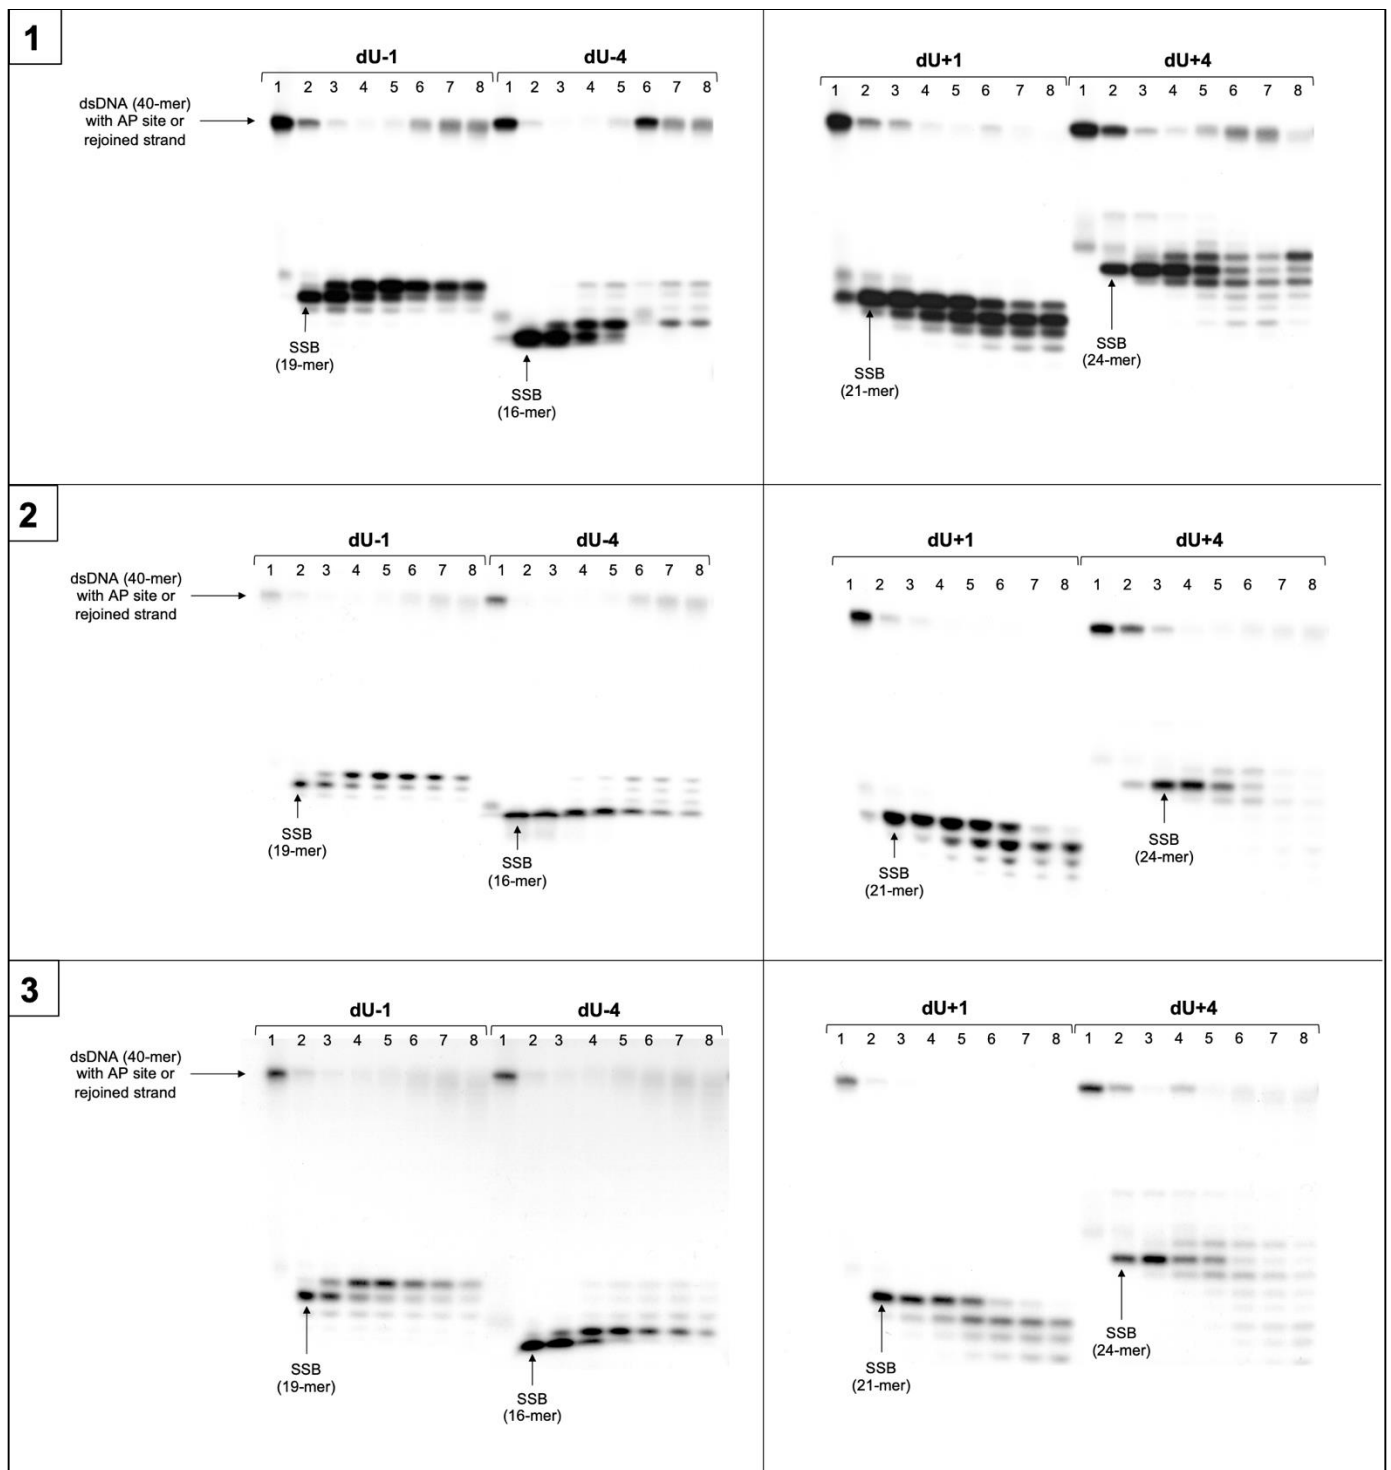 1
dU-1 dU-4
1 2 3 4 5 6 7 8 1 2 3 4 5 6 7 8
dsDNA (40-mer)
with AP site or
rejoined strand
SSB
(19-mer)
SSB
(16-mer)
dU+1 dU+4
1 2 3 4 5 6 7 8 1 2 3 4 5 6 7 8
SSB
(21-mer)
SSB
(24-mer)
2
dU-1 dU-4
1 2 3 4 5 6 7 8 1 2 3 4 5 6 7 8
dsDNA (40-mer)
with AP site or
rejoined strand
SSB
(19-mer)
SSB
(16-mer)
dU+1 dU+4
1 2 3 4 5 6 7 8 1 2 3 4 5 6 7 8
SSB
(21-mer)
SSB
(24-mer)
3
dU-1 dU-4
1 2 3 4 5 6 7 8 1 2 3 4 5 6 7 8
dsDNA (40-mer)
with AP site or
rejoined strand
SSB
(19-mer)
SSB
(16-mer)
dU+1 dU+4
1 2 3 4 5 6 7 8 1 2 3 4 5 6 7 8
SSB
(21-mer)
SSB
(24-mer)